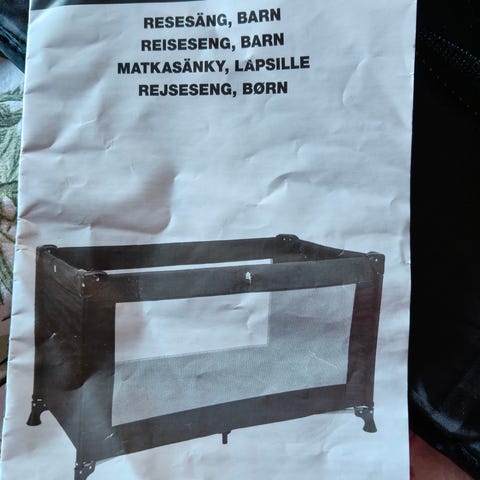 RESESÄNG, BARN
REISESENG, BARN
MATKASÄNKY, LAPSILLE
REJSESENG, BØRN